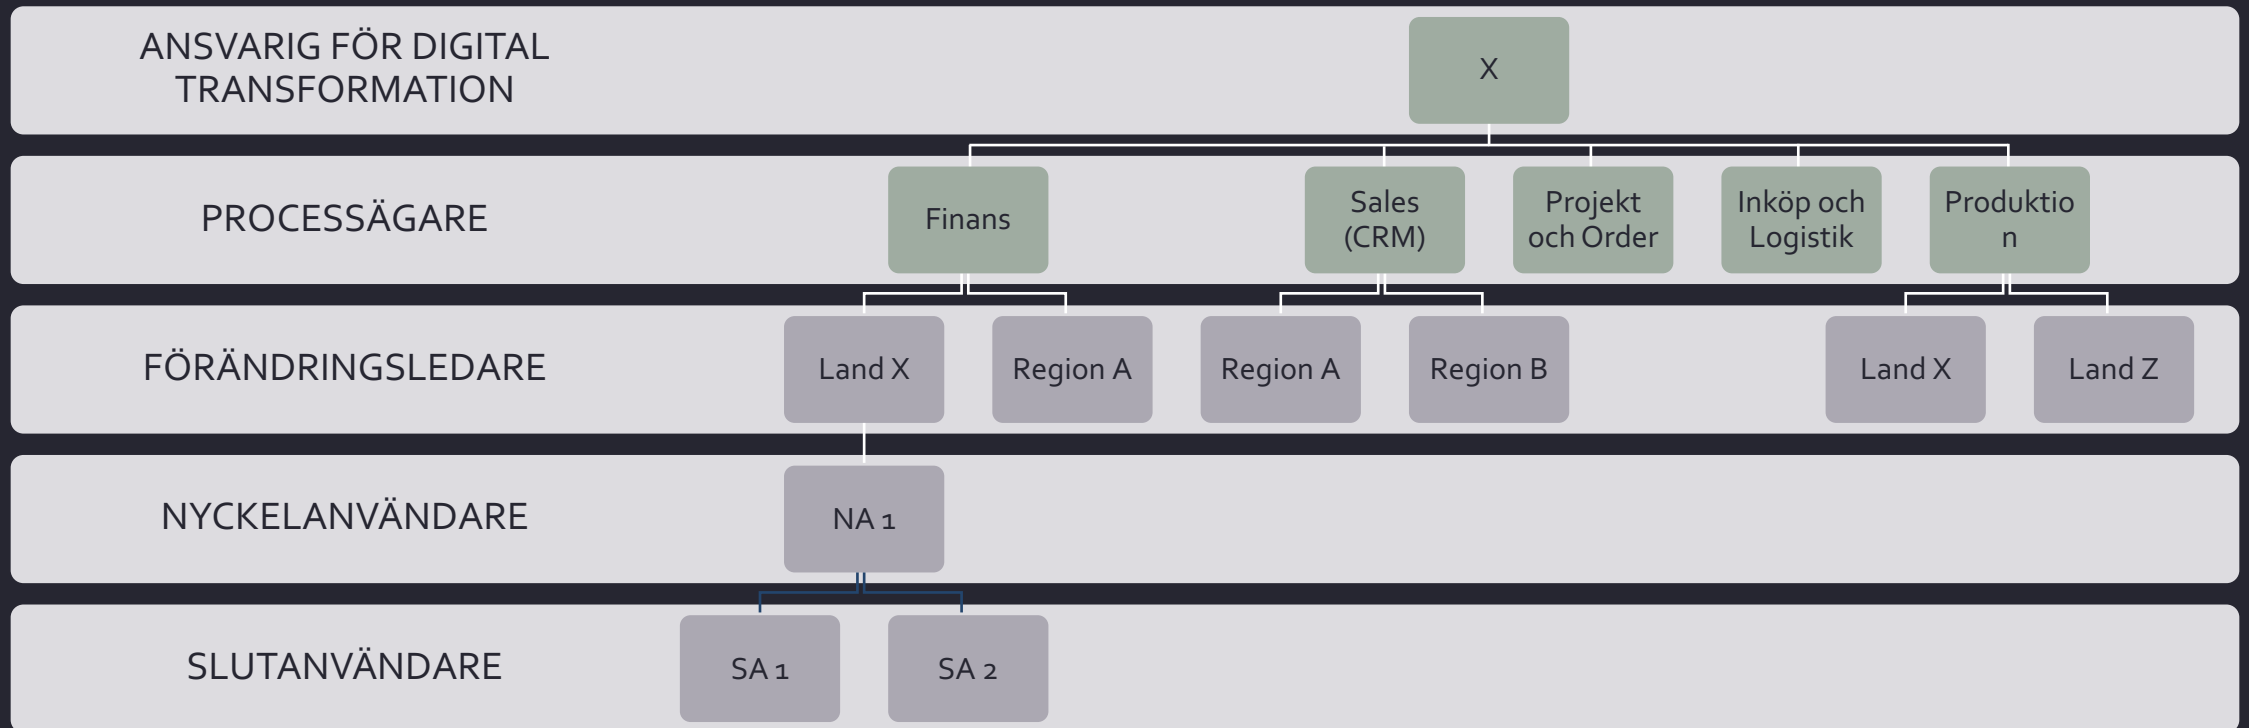 ANSVARIG FÖR DIGITAL
TRANSFORMATION
X
PROCESSÄGARE
Finans
Sales
(CRM)
Projekt
och Order
Inköp och
Logistik
Produktio
n
FÖRÄNDRINGSLEDARE
Land X
Region A
Region A
Region B
Land X
Land Z
NYCKELANVÄNDARE
NA 1
SLUTANVÄNDARE
SA 1
SA 2